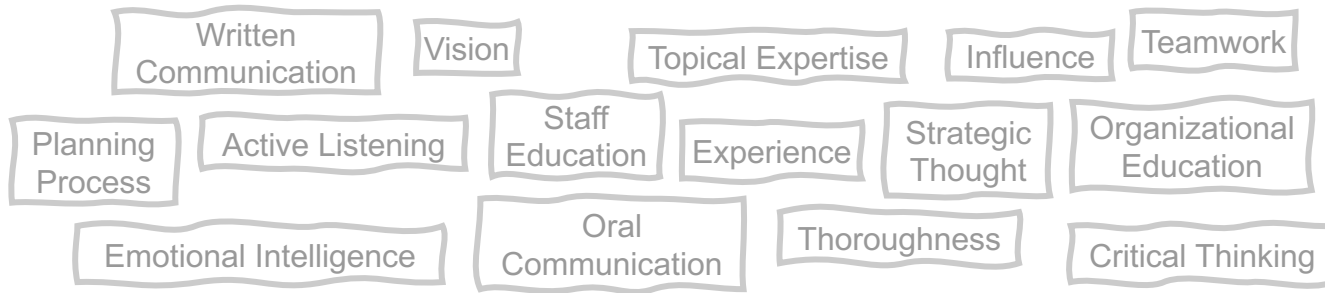 Written
Communication
Vision
Topical Expertise
Influence
Teamwork
Planning
Process
Active Listening
Staff
Education
Experience
Strategic
Thought
Organizational
Education
Emotional Intelligence
Oral
Communication
Thoroughness
Critical Thinking